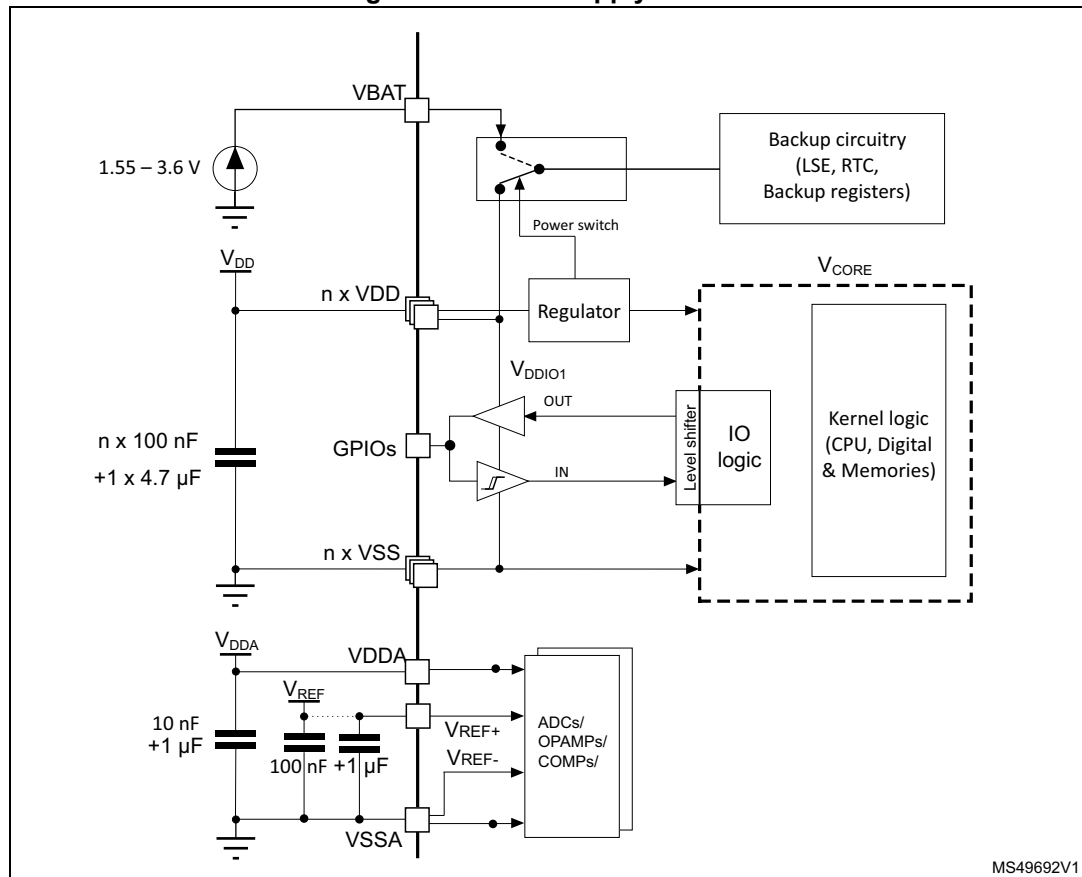 VBAT
1.55 – 3.6 V
Backup circuitry
(LSE, RTC,
Backup registers)
Power switch
VDD
VCORE
n x VDD
Regulator
VDDIO1
OUT
GPIOs
IN
Level shifter
IO
logic
Kernel logic
(CPU, Digital
& Memories)
n x 100 nF
+1 x 4.7 μF
n x VSS
VDDA
VDDA
VREF
10 nF
+1 μF
100 nF
+1 μF
VREF+
VREF-
ADCs/
OPAMPs/
COMPs/
VSSA
MS49692V1